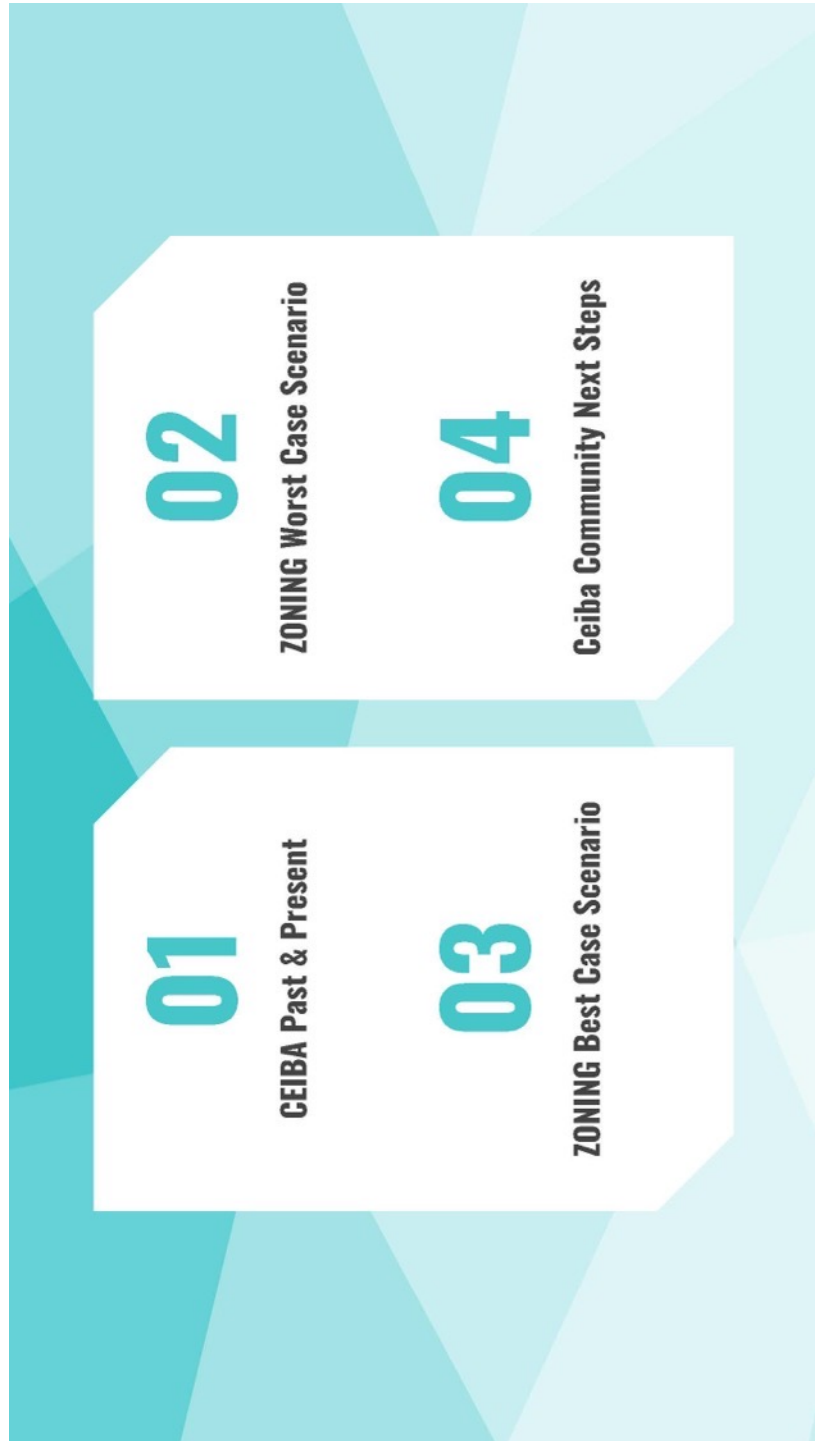 01
CEIBA Past & Present
02
ZONING Worst Case Scenario
03
ZONING Best Case Scenario
04
Ceiba Community Next Steps